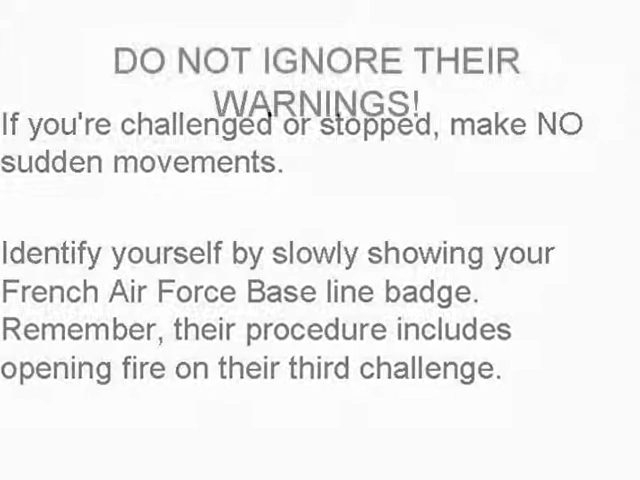 DO NOT IGNORE THEIR
WARNINGS!
If you're challenged or stopped, make NO
sudden movements.
Identify yourself by slowly showing your
French Air Force Base line badge.
Remember, their procedure includes
opening fire on their third challenge.